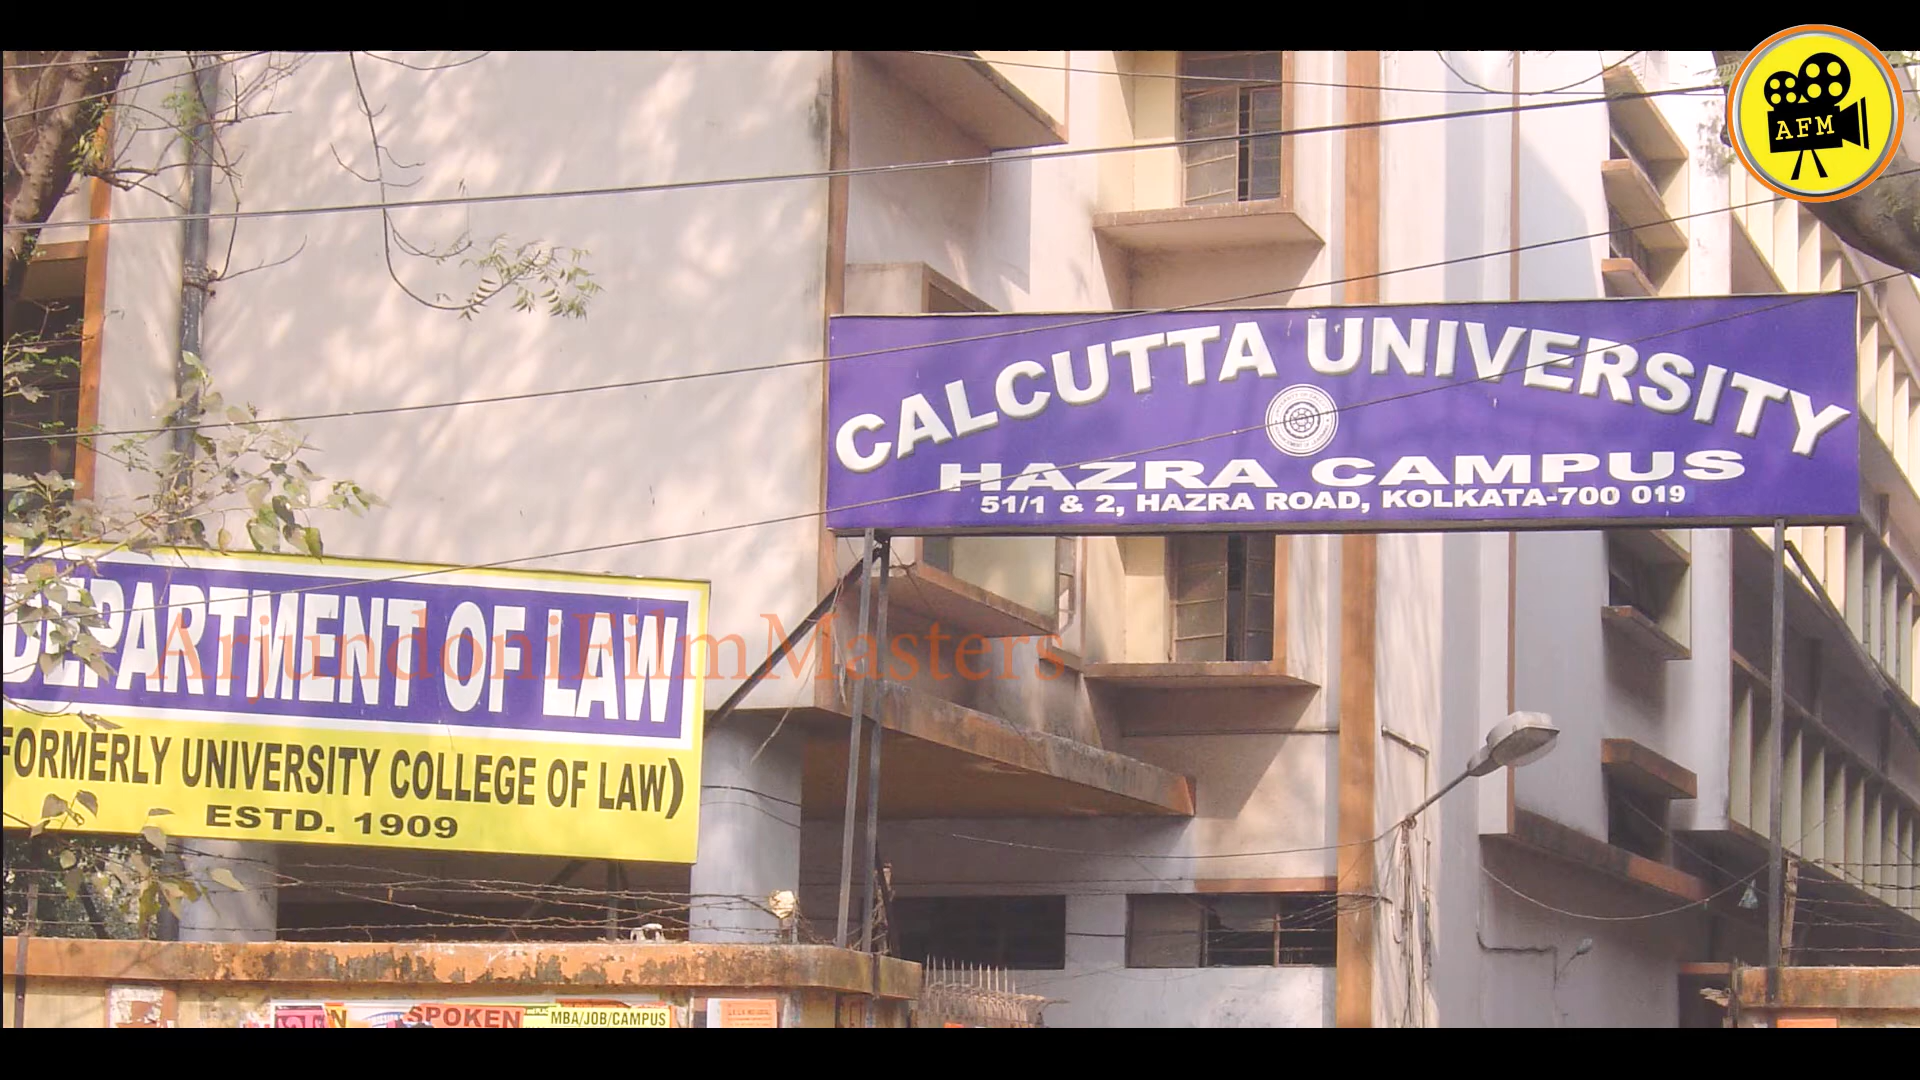 AFM
CALCUTTA UNIVERSITY
HAZRA CAMPUS
51/1 & 2, HAZRA ROAD, KOLKATA-700 019
DEPARTMENT OF LAW
ArjundoniFilmMasters
FORMERLY UNIVERSITY COLLEGE OF LAW)
ESTD. 1909
SPOKEN
MBA/JOB/CAMPUS